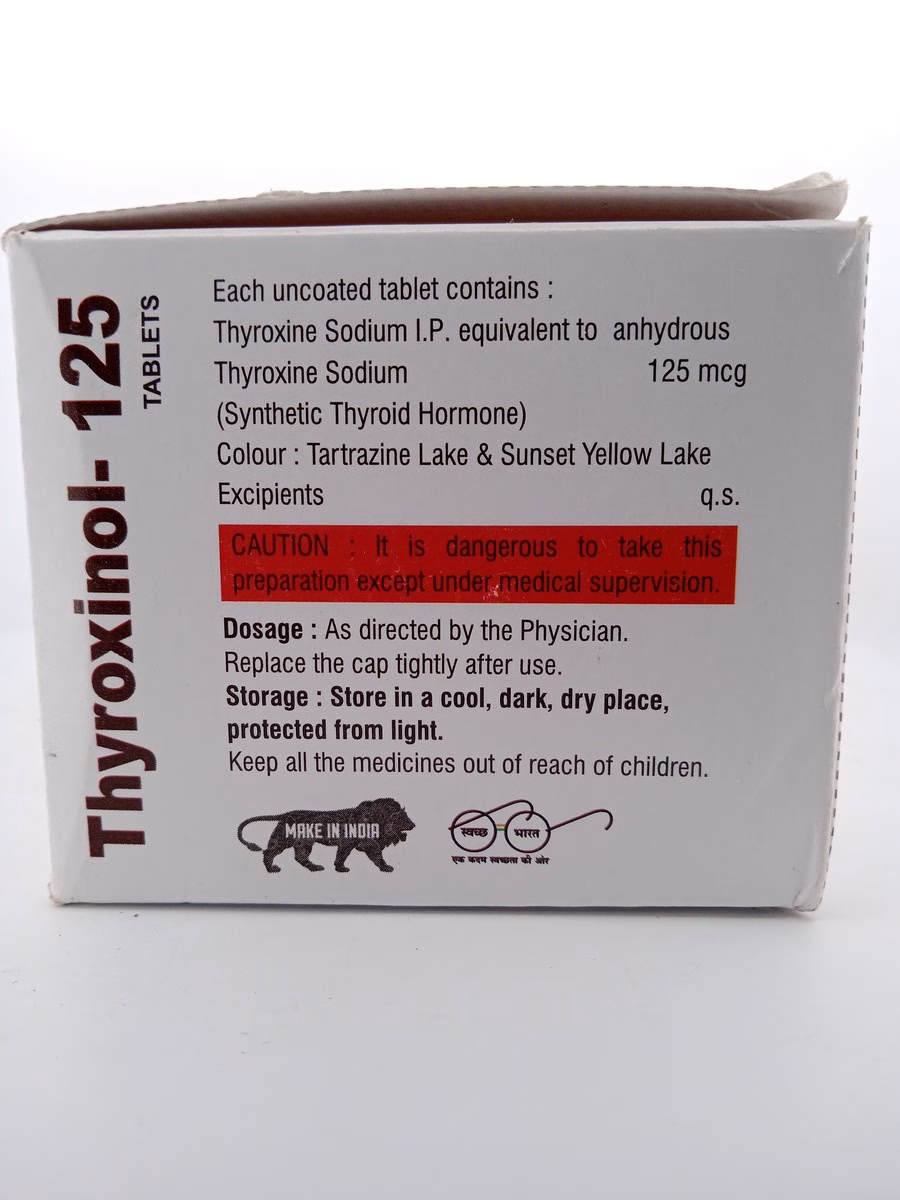 Thyroxinol- 125
TABLETS
Each uncoated tablet contains :
Thyroxine Sodium I.P. equivalent to anhydrous
Thyroxine Sodium 125 mcg
(Synthetic Thyroid Hormone)
Colour : Tartrazine Lake & Sunset Yellow Lake
Excipients q.s.
CAUTION : It is dangerous to take this
preparation except under medical supervision.
Dosage : As directed by the Physician.
Replace the cap tightly after use.
Storage : Store in a cool, dark, dry place,
protected from light.
Keep all the medicines out of reach of children.
MAKE IN INDIA
स्वच्छ भारत
एक कदम स्वच्छता की ओर